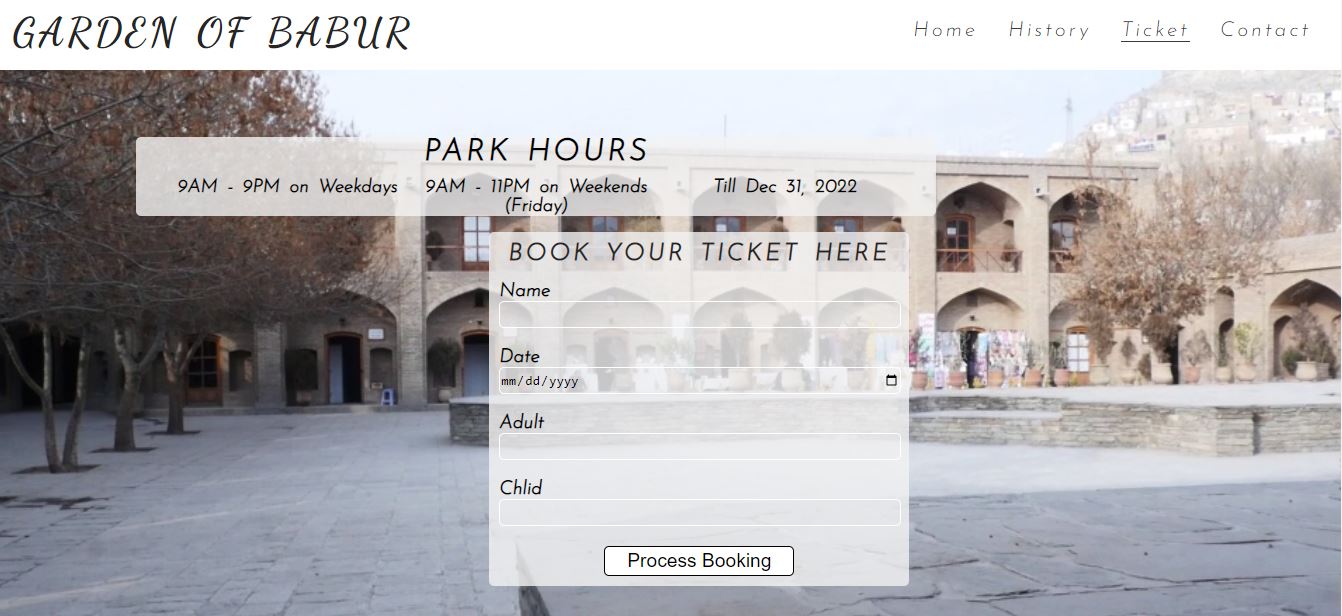 GARDEN OF BABUR
Home History Ticket Contact
PARK HOURS
9AM - 9PM on Weekdays 9AM - 11PM on Weekends Till Dec 31, 2022
(Friday)
BOOK YOUR TICKET HERE
Name
Date
mm/dd/yyyy
Adult
Chlid
Process Booking